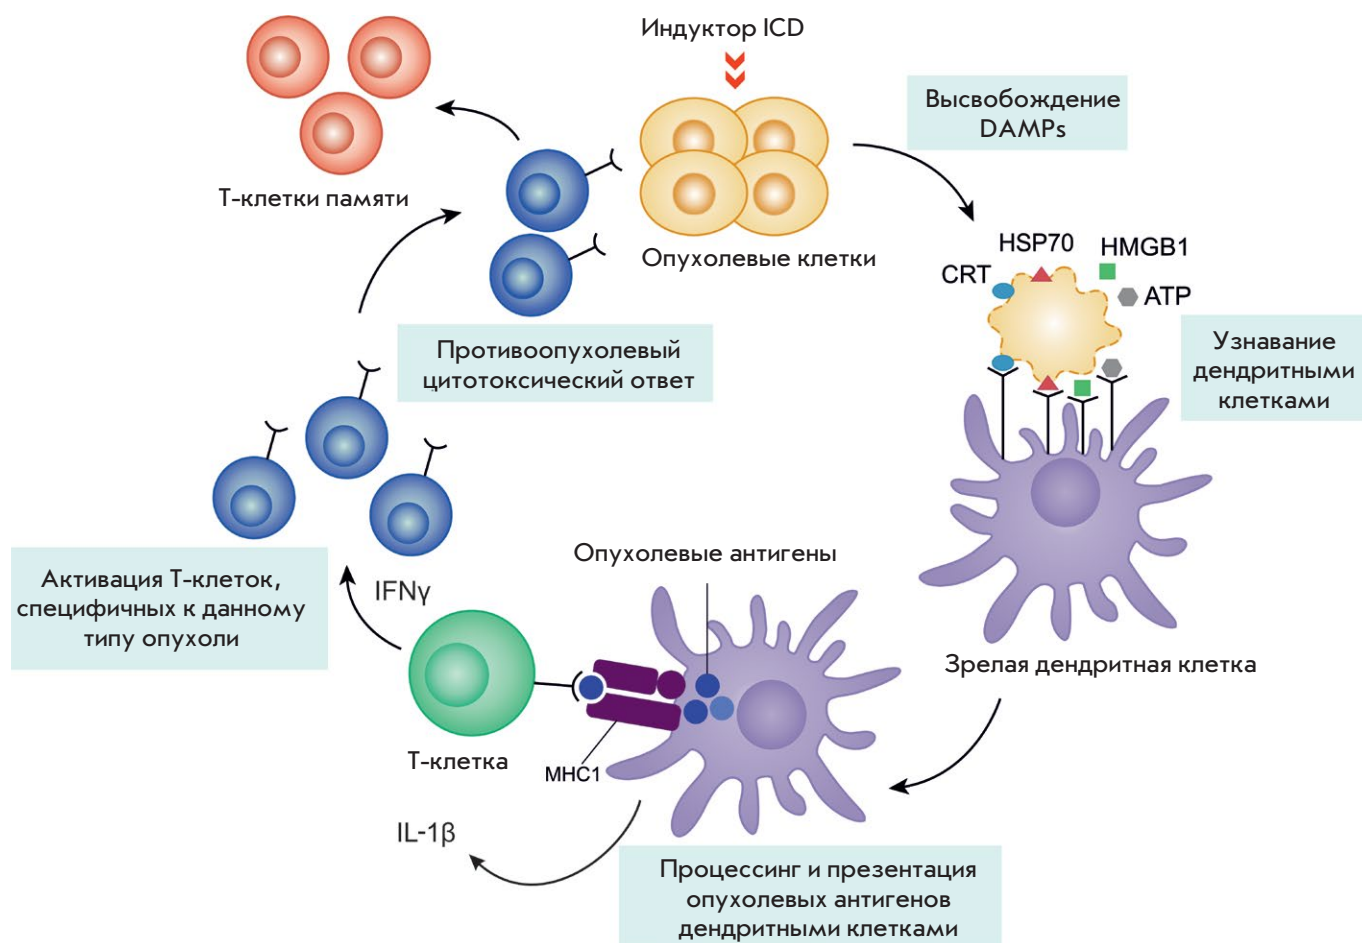 Индуктор ICD
Высвобождение
DAMPs
Т-клетки памяти
Опухолевые клетки
HSP70
HMGB1
CRT
ATP
Противоопухолевый
цитотоксический ответ
Узнавание
дендритными
клетками
Опухолевые антигены
Активация Т-клеток,
специфичных к данному
типу опухоли
IFNγ
Зрелая дендритная клетка
Т-клетка
MHC1
IL-1β
Процессинг и презентация
опухолевых антигенов
дендритными клетками